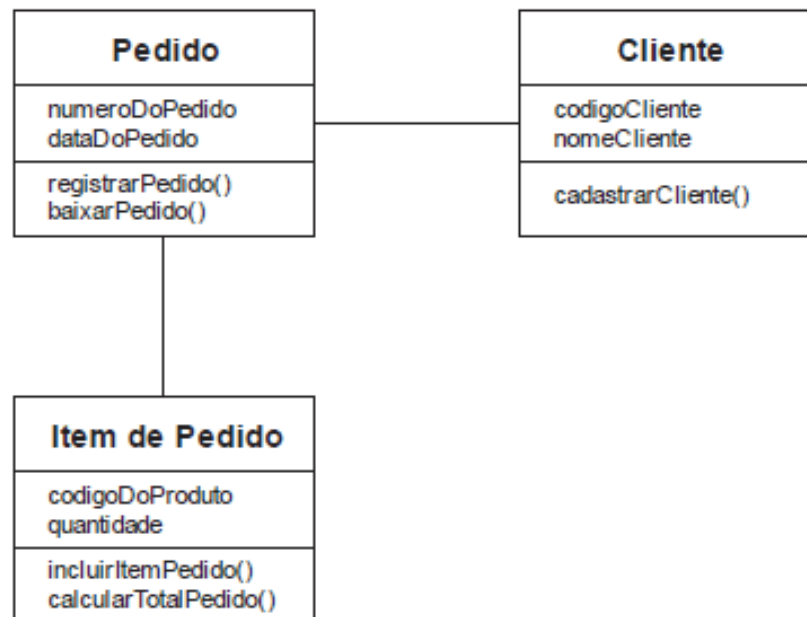 Pedido
numeroDoPedido
dataDoPedido
registrarPedido()
baixarPedido()
Cliente
codigoCliente
nomeCliente
cadastrarCliente()
Item de Pedido
codigoDoProduto
quantidade
incluirItemPedido()
calcularTotalPedido()